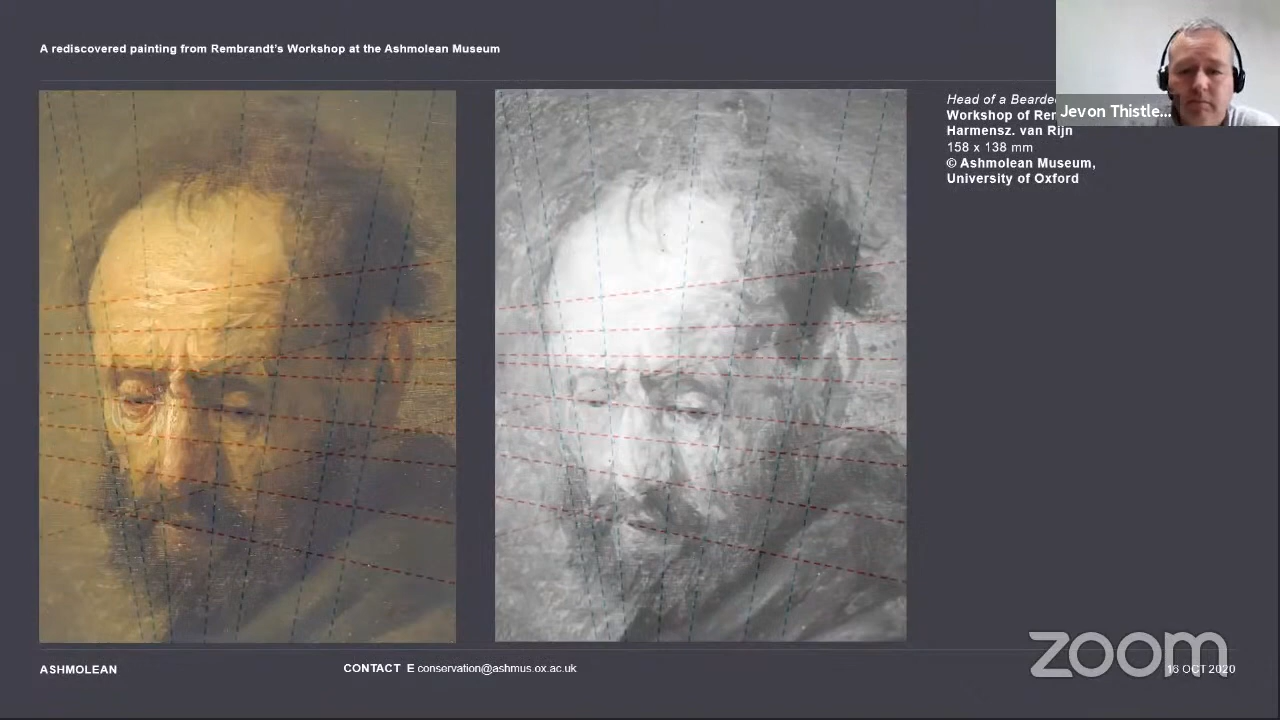 A rediscovered painting from Rembrandt's Workshop at the Ashmolean Museum
Jevon Thistle...
Head of a Bearde
Workshop of Rer
Harmensz. van Rijn
158 x 138 mm
© Ashmolean Museum,
University of Oxford
ASHMOLEAN
CONTACT E conservation@ashmus.ox.ac.uk
zoom
16 OCT 2020